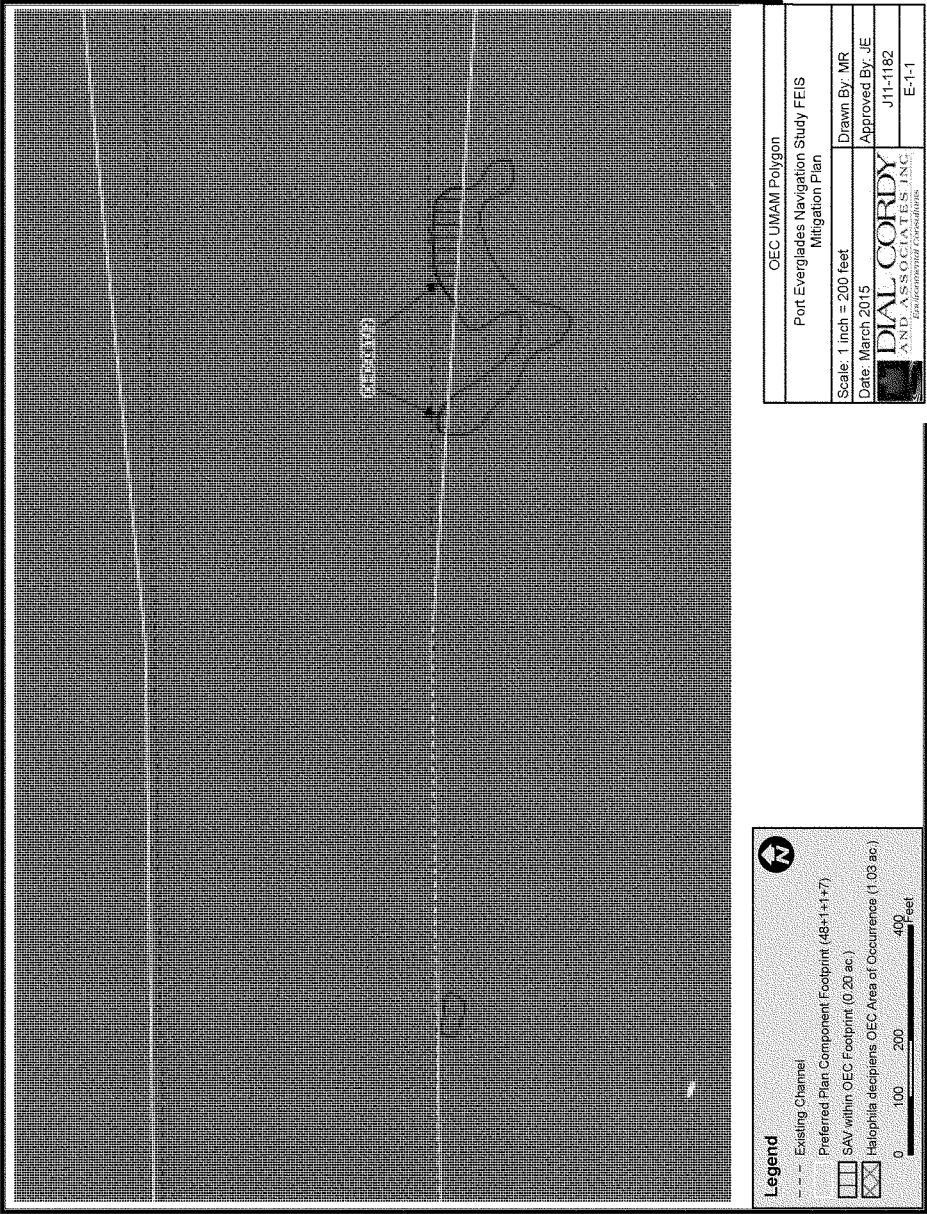 OEC UMAM Polygon
Port Everglades Navigation Study FEIS
Mitigation Plan
Scale: 1 inch = 200 feet
Drawn By: MR
Date: March 2015
Approved By: JE
DIAL CORDY
AND ASSOCIATES INC
Environmental Consultants
J11-1182
E-1-1
Legend
N
Existing Channel
Preferred Plan Component Footprint (48+1+1+7)
SAV within OEC Footprint (0.20 ac.)
Halophila decipiens OEC Area of Occurrence (1.03 ac.)
0 100 200 400
Feet